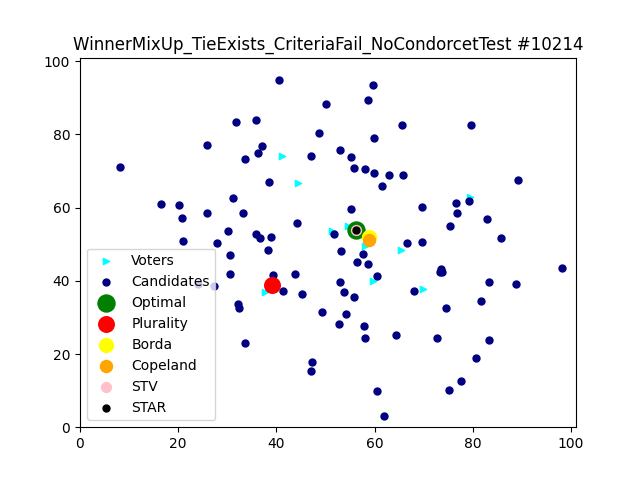 WinnerMixUp_TieExists_CriteriaFail_NoCondorcetTest #10214
100
80
60
40
20
0
Voters
Candidates
Optimal
Plurality
Borda
Copeland
STV
STAR
0 20 40 60 80 100